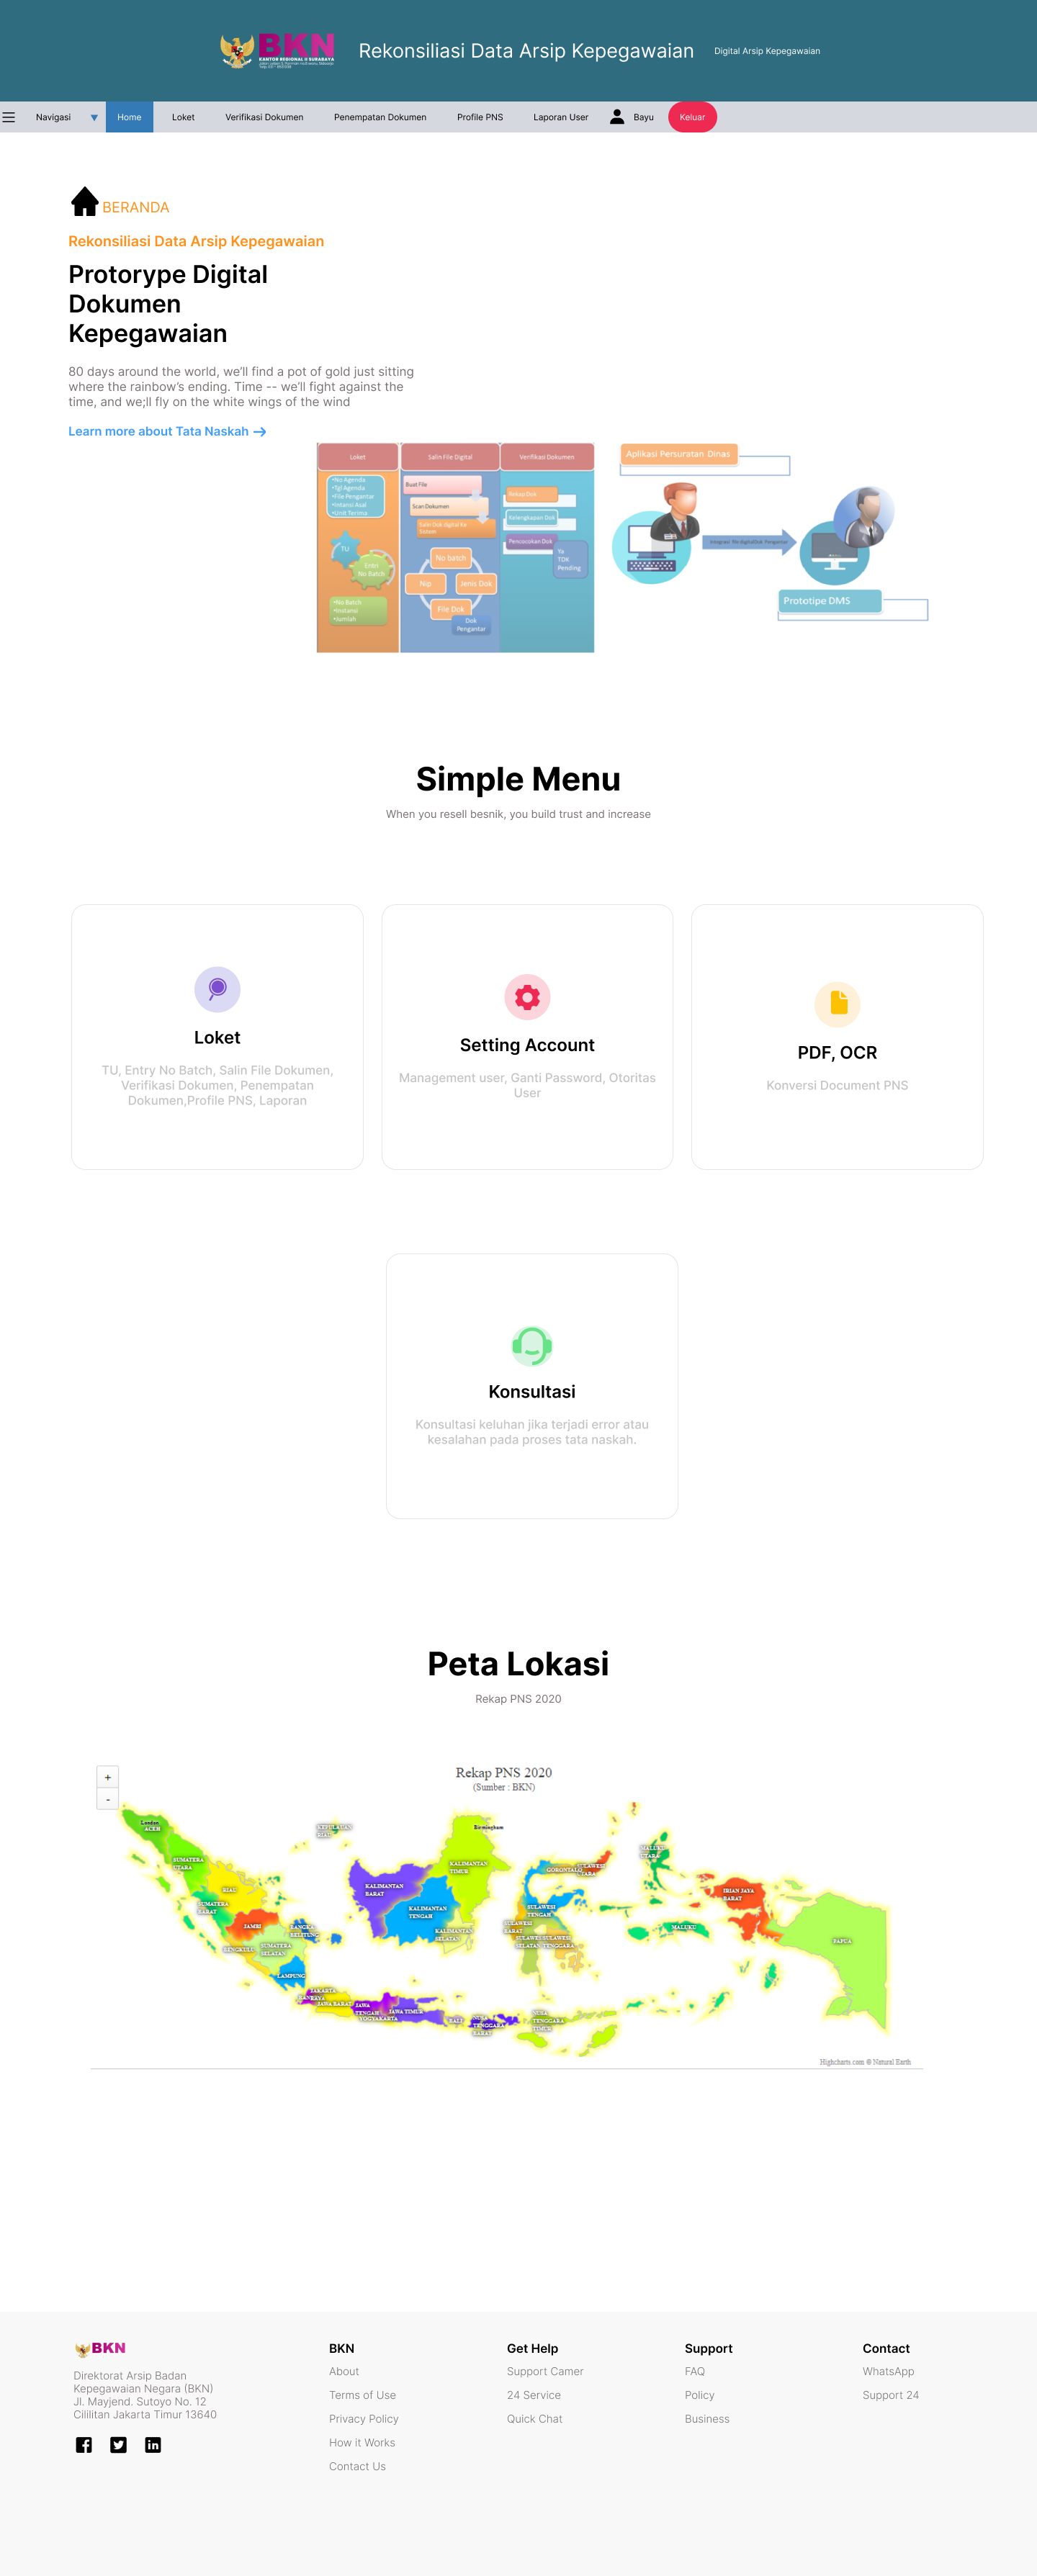 BKN
KANTOR REGIONAL II SURABAYA
Rekonsiliasi Data Arsip Kepegawaian
Digital Arsip Kepegawaian
Navigasi
Home
Loket
Verifikasi Dokumen
Penempatan Dokumen
Profile PNS
Laporan User
Bayu
Keluar
BERANDA
Rekonsiliasi Data Arsip Kepegawaian
Protorype Digital
Dokumen
Kepegawaian
80 days around the world, we’ll find a pot of gold just sitting
where the rainbow’s ending. Time -- we’ll fight against the
time, and we;ll fly on the white wings of the wind
Learn more about Tata Naskah
Loket
•No Agenda
•Tgl Agenda
•File Pengantar
•Intansi Asal
•Unit Terima
TU
Entri
No Batch
•No Batch
•Instansi
•Jumlah
Salin File Digital
Buat File
Scan Dokumen
Salin Dok digital ke
Sistem
No batch
Nip
Jenis Dok
File Dok
Dok
Pengantar
Verifikasi Dokumen
Rekap Dok
Kelengkapan Dok
Pencocokan Dok
Ya
TDK
Pending
Aplikasi Persuratan Dinas
Integrasi file digital Dok Pengantar
Prototipe DMS
Simple Menu
When you resell besnik, you build trust and increase
Loket
TU, Entry No Batch, Salin File Dokumen,
Verifikasi Dokumen, Penempatan
Dokumen,Profile PNS, Laporan
Setting Account
Management user, Ganti Password, Otoritas
User
PDF, OCR
Konversi Document PNS
Konsultasi
Konsultasi keluhan jika terjadi error atau
kesalahan pada proses tata naskah.
Peta Lokasi
Rekap PNS 2020
+
-
Rekap PNS 2020
(Sumber : BKN)
London
ACEH
SUMATERA
UTARA
RIAU
KEPULAUAN
RIAU
SUMATERA
BARAT
JAMBI
BENGKULU
SUMATERA
SELATAN
BANGKA
BELITUNG
LAMPUNG
JAKARTA
RAYA
JAWA BARAT
JAWA
TENGAH
YOGYAKARTA
JAWA TIMUR
BALI
NUSA
TENGGARA
BARAT
NUSA
TENGGARA
TIMUR
Birmingham
KALIMANTAN
TIMUR
KALIMANTAN
BARAT
KALIMANTAN
TENGAH
KALIMANTAN
SELATAN
GORONTALO
SULAWESI
UTARA
SULAWESI
TENGAH
SULAWESI
BARAT
SULAWESI
SELATAN
SULAWESI
TENGGARA
MALUKU
UTARA
MALUKU
IRIAN JAYA
BARAT
PAPUA
Highcharts.com © Natural Earth
BKN
Direktorat Arsip Badan
Kepegawaian Negara (BKN)
Jl. Mayjend. Sutoyo No. 12
Cililitan Jakarta Timur 13640
BKN
About
Terms of Use
Privacy Policy
How it Works
Contact Us
Get Help
Support Camer
24 Service
Quick Chat
Support
FAQ
Policy
Business
Contact
WhatsApp
Support 24